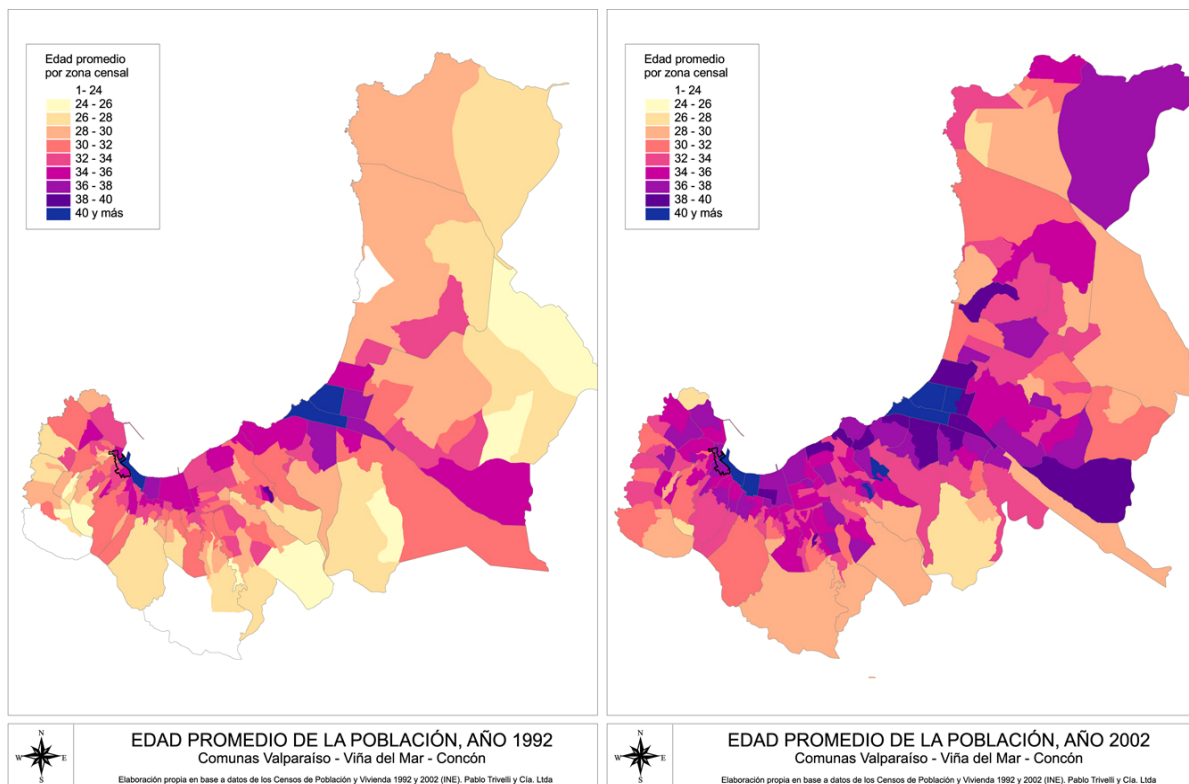 Edad promedio
por zona censal
1- 24
24 - 26
26 - 28
28 - 30
30 - 32
32 - 34
34 - 36
36 - 38
38 - 40
40 y más
N
W
E
S
EDAD PROMEDIO DE LA POBLACIÓN, AÑO 1992
Comunas Valparaíso - Viña del Mar - Concón
Elaboración propia en base a datos de los Censos de Población y Vivienda 1992 y 2002 (INE). Pablo Trivelli y Cía. Ltda
Edad promedio
por zona censal
1- 24
24 - 26
26 - 28
28 - 30
30 - 32
32 - 34
34 - 36
36 - 38
38 - 40
40 y más
N
W
E
S
EDAD PROMEDIO DE LA POBLACIÓN, AÑO 2002
Comunas Valparaíso - Viña del Mar - Concón
Elaboración propia en base a datos de los Censos de Población y Vivienda 1992 y 2002 (INE). Pablo Trivelli y Cía. Ltda